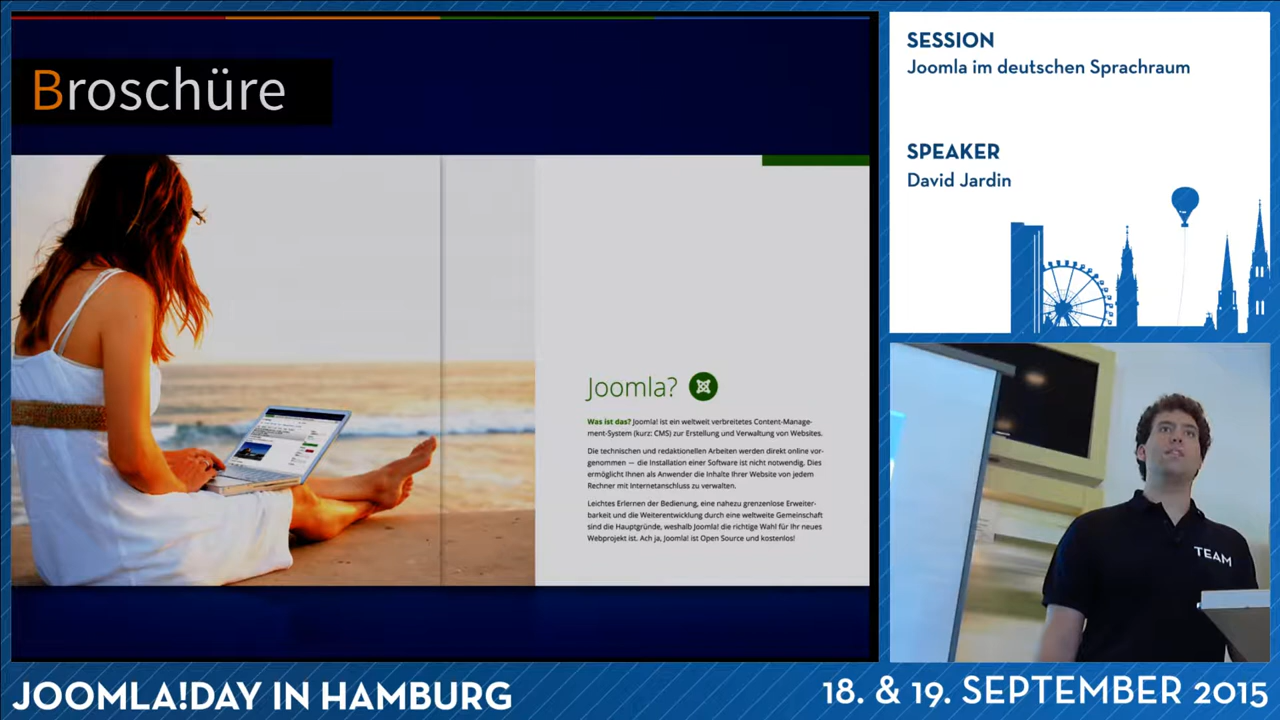 Broschüre
Joomla?
Was ist das? Joomla! ist ein weltweit verbreitetes Content-Manage-
ment-System (kurz: CMS) zur Erstellung und Verwaltung von Websites.
Die technischen und redaktionellen Arbeiten werden direkt online vor-
genommen — die Installation einer Software ist nicht notwendig. Dies
ermöglicht Ihnen als Anwender die Inhalte Ihrer Website von jedem
Rechner mit Internetanschluss zu verwalten.
Leichtes Erlernen der Bedienung, eine nahezu grenzenlose Erweiter-
barkeit und die Weiterentwicklung durch eine weltweite Gemeinschaft
sind die Hauptgründe, weshalb Joomla! die richtige Wahl für Ihr neues
Webprojekt ist. Ach ja, Joomla! ist Open Source und kostenlos!
SESSION
Joomla im deutschen Sprachraum
SPEAKER
David Jardin
TEAM
JOOMLA!DAY IN HAMBURG
18. & 19. SEPTEMBER 2015